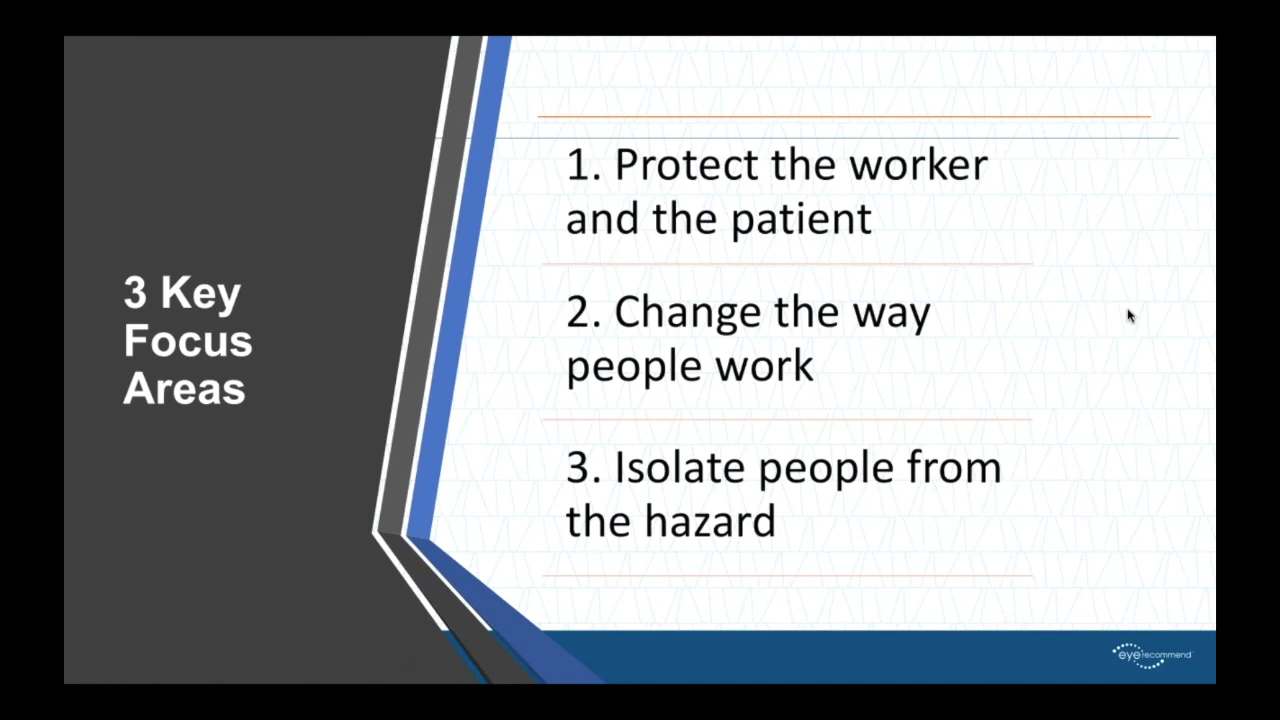 3 Key
Focus
Areas
1. Protect the worker
and the patient
2. Change the way
people work
3. Isolate people from
the hazard
eyerecommend